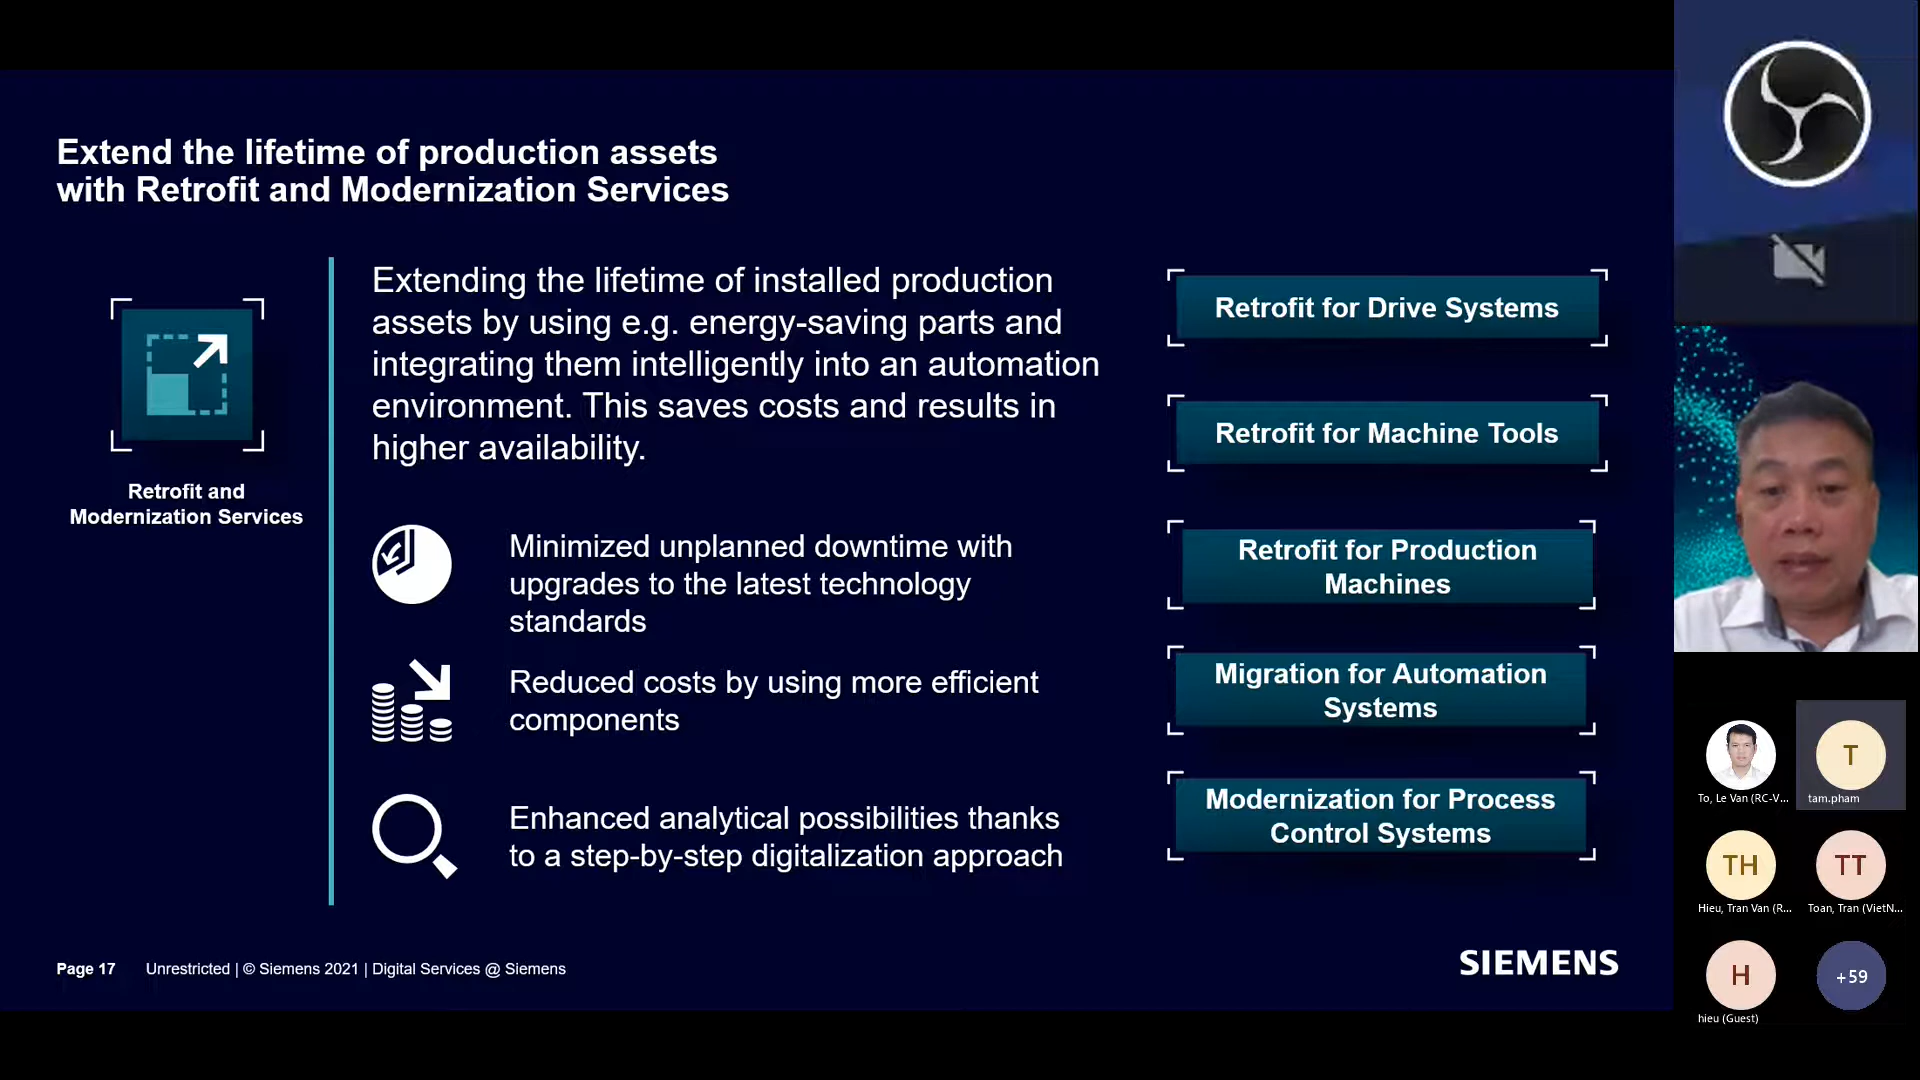 Extend the lifetime of production assets
with Retrofit and Modernization Services
Retrofit and
Modernization Services
Extending the lifetime of installed production
assets by using e.g. energy-saving parts and
integrating them intelligently into an automation
environment. This saves costs and results in
higher availability.
Minimized unplanned downtime with
upgrades to the latest technology
standards
Reduced costs by using more efficient
components
Enhanced analytical possibilities thanks
to a step-by-step digitalization approach
Retrofit for Drive Systems
Retrofit for Machine Tools
Retrofit for Production
Machines
Migration for Automation
Systems
Modernization for Process
Control Systems
Page 17 Unrestricted | © Siemens 2021 | Digital Services @ Siemens
SIEMENS
To, Le Van (RC-V...
T
tam.pham
TH
Hieu, Tran Van (R...
TT
Toan, Tran (VietN...
H
hieu (Guest)
+59